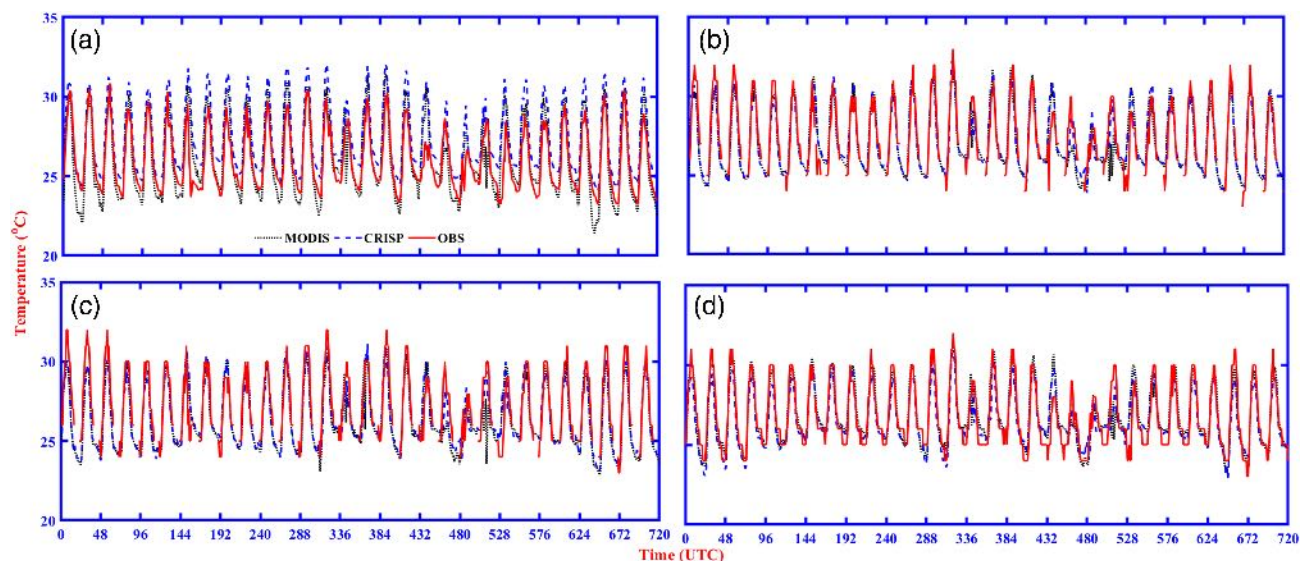 35
(a)
(b)
30
25
MODIS CRISP OBS
20
Temperature (°C)
35
(c)
(d)
30
25
20
0 48 96 144 192 240 288 336 384 432 480 528 576 624 672 720
0 48 96 144 192 240 288 336 384 432 480 528 576 624 672 720
Time (UTC)